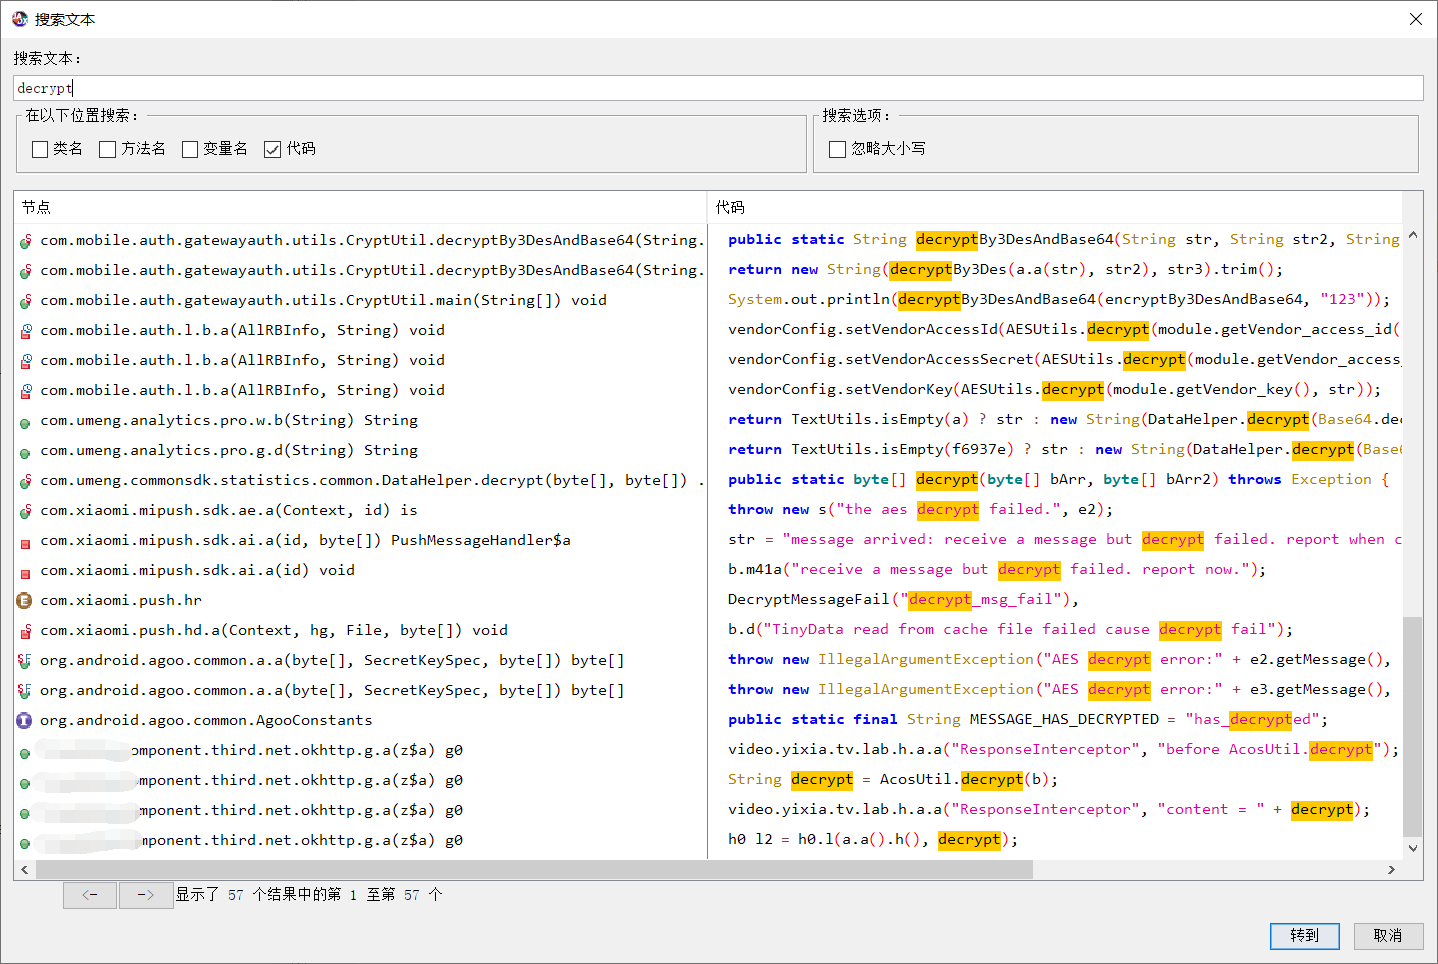 搜索文本
搜索文本：
decrypt
在以下位置搜索：
类名 方法名 变量名 代码
搜索选项：
忽略大小写
节点 代码
com.mobile.auth.gatewayauth.utils.CryptUtil.decryptBy3DesAndBase64(String. public static String decryptBy3DesAndBase64(String str, String str2, String
com.mobile.auth.gatewayauth.utils.CryptUtil.decryptBy3DesAndBase64(String. return new String(decryptBy3Des(a.a(str), str2), str3).trim();
com.mobile.auth.gatewayauth.utils.CryptUtil.main(String[]) void System.out.println(decryptBy3DesAndBase64(encryptBy3DesAndBase64, "123"));
com.mobile.auth.l.b.a(AllRBInfo, String) void vendorConfig.setVendorAccessId(AESUtils.decrypt(module.getVendor_access_id(
com.mobile.auth.l.b.a(AllRBInfo, String) void vendorConfig.setVendorAccessSecret(AESUtils.decrypt(module.getVendor_access_
com.mobile.auth.l.b.a(AllRBInfo, String) void vendorConfig.setVendorKey(AESUtils.decrypt(module.getVendor_key(), str));
com.umeng.analytics.pro.w.b(String) String return TextUtils.isEmpty(a) ? str : new String(DataHelper.decrypt(Base64.dec
com.umeng.analytics.pro.g.d(String) String return TextUtils.isEmpty(f6937e) ? str : new String(DataHelper.decrypt(Base6
com.umeng.commonsdk.statistics.common.DataHelper.decrypt(byte[], byte[]) . public static byte[] decrypt(byte[] bArr, byte[] bArr2) throws Exception {
com.xiaomi.mipush.sdk.ae.a(Context, id) is throw new s("the aes decrypt failed.", e2);
com.xiaomi.mipush.sdk.ai.a(id, byte[]) PushMessageHandler$a str = "message arrived: receive a message but decrypt failed. report when c
com.xiaomi.mipush.sdk.ai.a(id) void b.m41a("receive a message but decrypt failed. report now.");
com.xiaomi.push.hr DecryptMessageFail("decrypt_msg_fail"),
com.xiaomi.push.hd.a(Context, hg, File, byte[]) void b.d("TinyData read from cache file failed cause decrypt fail");
org.android.agoo.common.a.a(byte[], SecretKeySpec, byte[]) byte[] throw new IllegalArgumentException("AES decrypt error:" + e2.getMessage(),
org.android.agoo.common.a.a(byte[], SecretKeySpec, byte[]) byte[] throw new IllegalArgumentException("AES decrypt error:" + e3.getMessage(),
org.android.agoo.common.AgooConstants public static final String MESSAGE_HAS_DECRYPTED = "has_decrypted";
omponent.third.net.okhttp.g.a(z$a) g0 video.yixia.tv.lab.h.a.a("ResponseInterceptor", "before AcosUtil.decrypt");
mponent.third.net.okhttp.g.a(z$a) g0 String decrypt = AcosUtil.decrypt(b);
mponent.third.net.okhttp.g.a(z$a) g0 video.yixia.tv.lab.h.a.a("ResponseInterceptor", "content = " + decrypt);
mponent.third.net.okhttp.g.a(z$a) g0 h0 l2 = h0.l(a.a().h(), decrypt);
<- -> 显示了 57 个结果中的第 1 至第 57 个
转到 取消